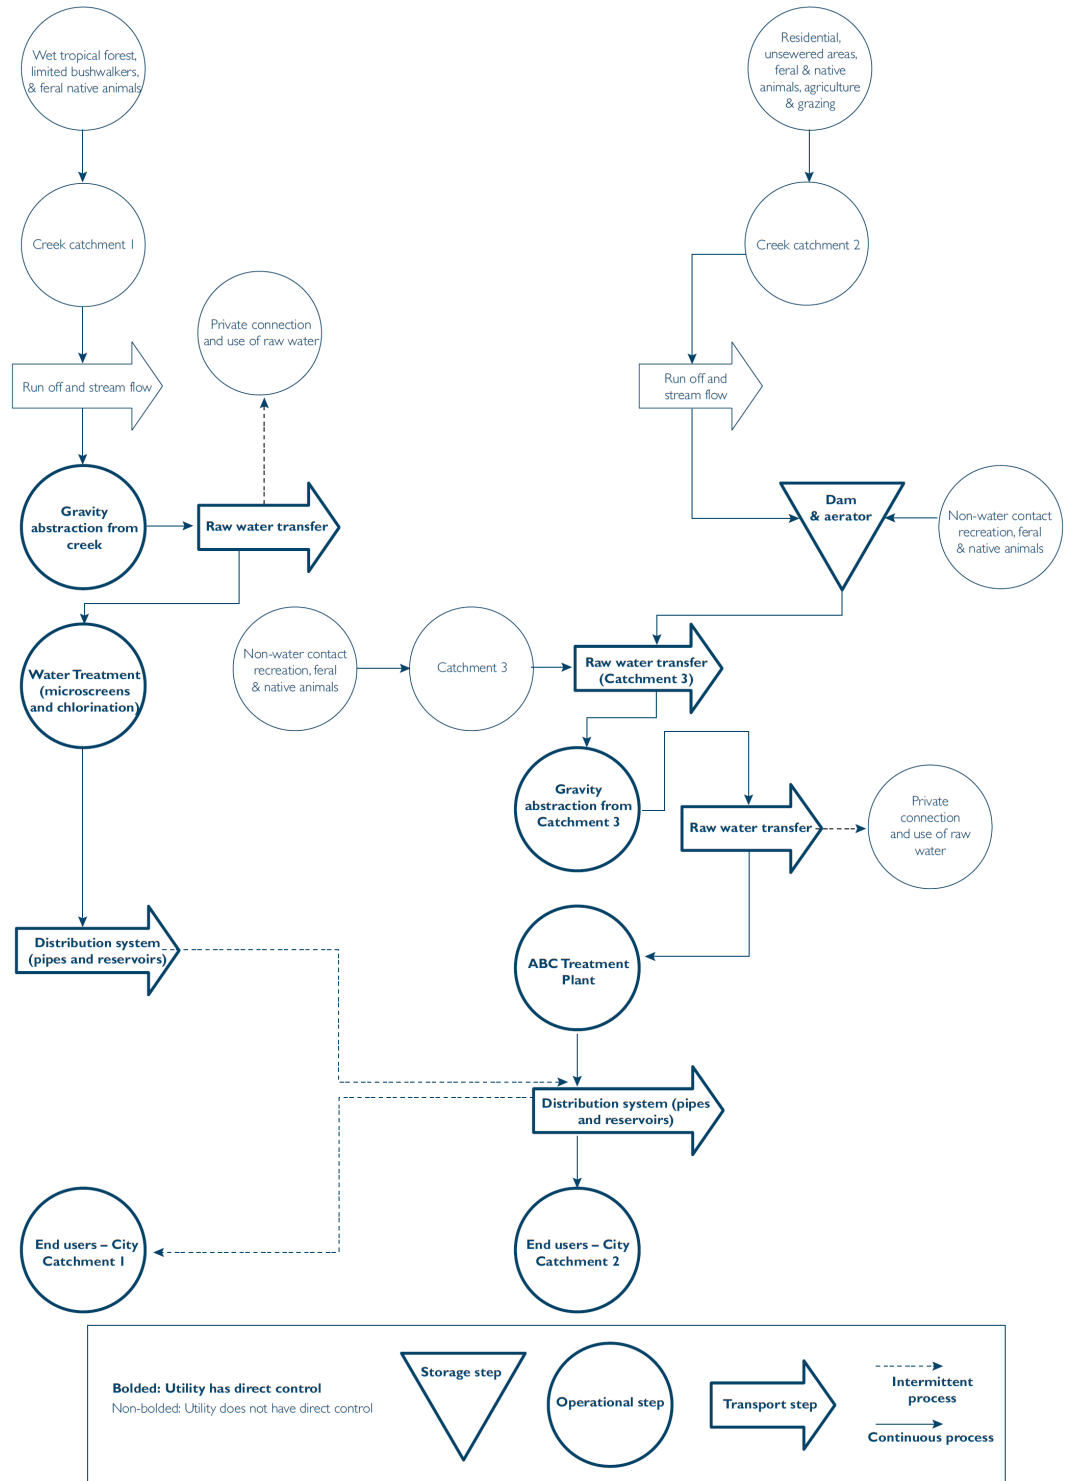 Wet tropical forest,
limited bushwalkers,
& feral native animals
Residential,
unsewered areas,
feral & native
animals, agriculture
& grazing
Creek catchment 1
Creek catchment 2
Private connection
and use of raw water
Run off and stream flow
Run off and
stream flow
Gravity
abstraction from
creek
Raw water transfer
Dam
& aerator
Non-water contact
recreation, feral
& native animals
Water Treatment
(microscreens
and chlorination)
Non-water contact
recreation, feral
& native animals
Catchment 3
Raw water transfer
(Catchment 3)
Gravity
abstraction from
Catchment 3
Raw water transfer
Private
connection
and use of raw
water
Distribution system
(pipes and reservoirs)
ABC Treatment
Plant
Distribution system (pipes
and reservoirs)
End users – City
Catchment 1
End users – City
Catchment 2
Bolded: Utility has direct control
Non-bolded: Utility does not have direct control
Storage step
Operational step
Transport step
Intermittent
process
Continuous process